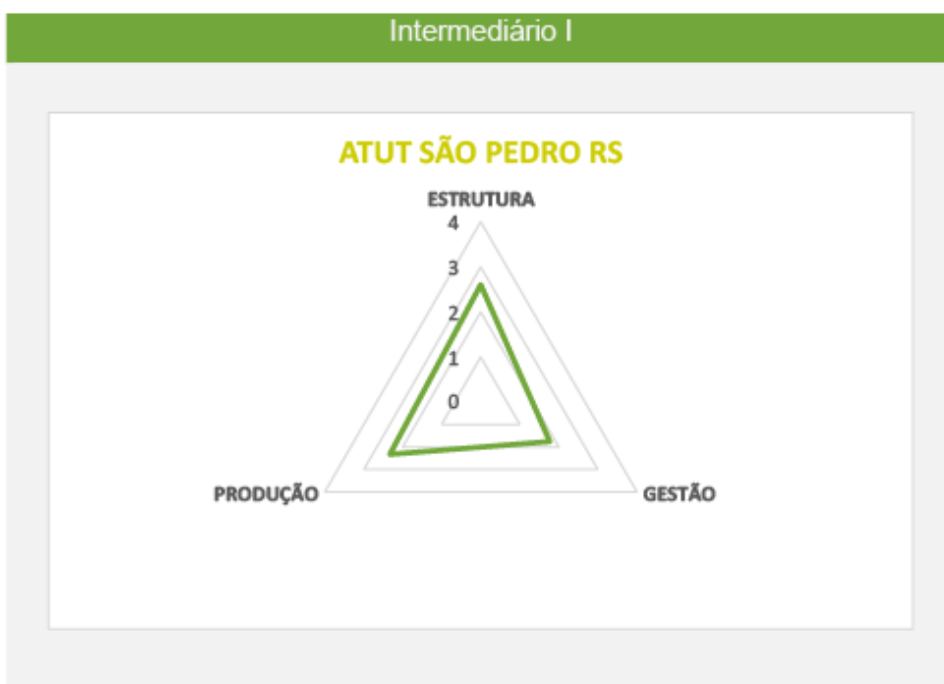 Intermediário I
ATUT SÃO PEDRO RS
ESTRUTURA
4
3
2
1
0
PRODUÇÃO
GESTÃO